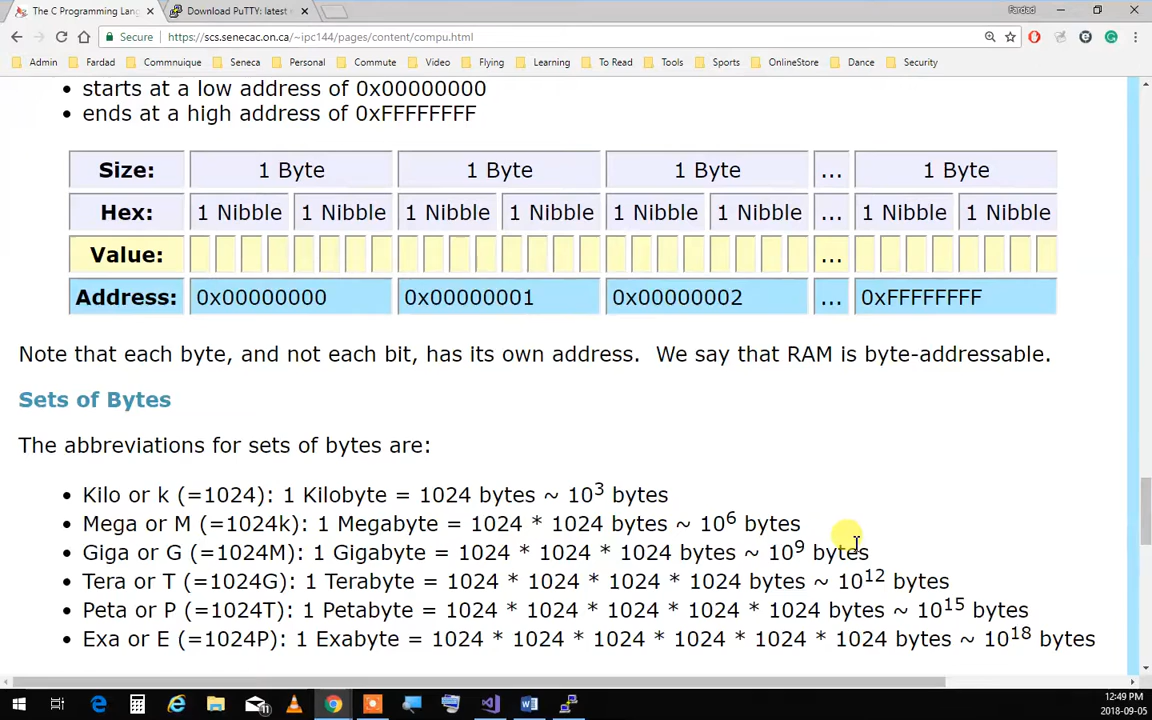 The C Programming Lang
Download PuTTY: latest r
Fardad
Secure
https://scs.senecac.on.ca/~ipc144/pages/content/compu.html
Admin Fardad Commnuique Seneca Personal Commute Video Flying Learning To Read Tools Sports OnlineStore Dance Security
• starts at a low address of 0x00000000
• ends at a high address of 0xFFFFFFFF
Size: 1 Byte 1 Byte 1 Byte ... 1 Byte
Hex: 1 Nibble 1 Nibble 1 Nibble 1 Nibble 1 Nibble 1 Nibble ... 1 Nibble 1 Nibble
Value: ...
Address: 0x00000000 0x00000001 0x00000002 ... 0xFFFFFFFF
Note that each byte, and not each bit, has its own address. We say that RAM is byte-addressable.
Sets of Bytes
The abbreviations for sets of bytes are:
• Kilo or k (=1024): 1 Kilobyte = 1024 bytes ~ 10³ bytes
• Mega or M (=1024k): 1 Megabyte = 1024 * 1024 bytes ~ 10⁶ bytes
• Giga or G (=1024M): 1 Gigabyte = 1024 * 1024 * 1024 bytes ~ 10⁹ bytes
• Tera or T (=1024G): 1 Terabyte = 1024 * 1024 * 1024 * 1024 bytes ~ 10¹² bytes
• Peta or P (=1024T): 1 Petabyte = 1024 * 1024 * 1024 * 1024 * 1024 bytes ~ 10¹⁵ bytes
• Exa or E (=1024P): 1 Exabyte = 1024 * 1024 * 1024 * 1024 * 1024 * 1024 bytes ~ 10¹⁸ bytes
11
12:49 PM
2018-09-05